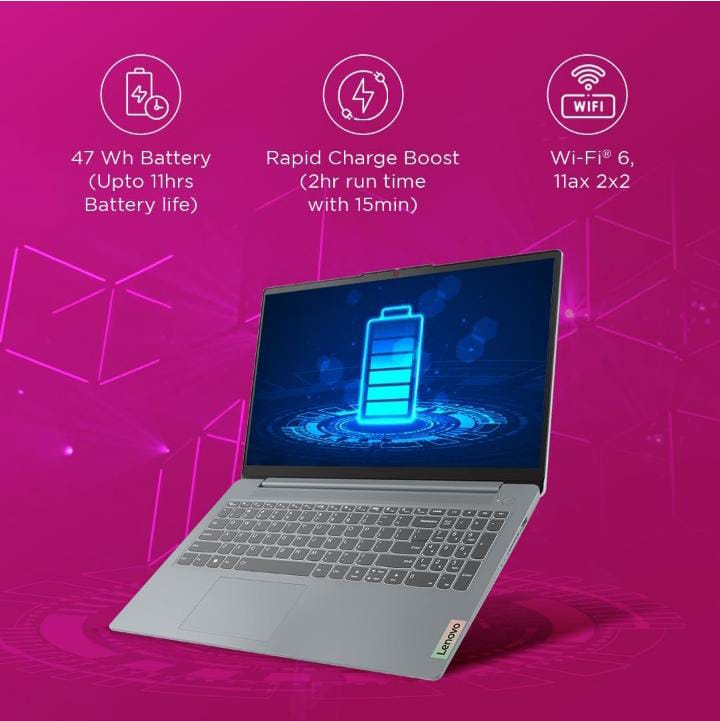 WIFI
47 Wh Battery
(Upto 11hrs
Battery life)
Rapid Charge Boost
(2hr run time
with 15min)
Wi-Fi® 6,
11ax 2x2
Lenovo